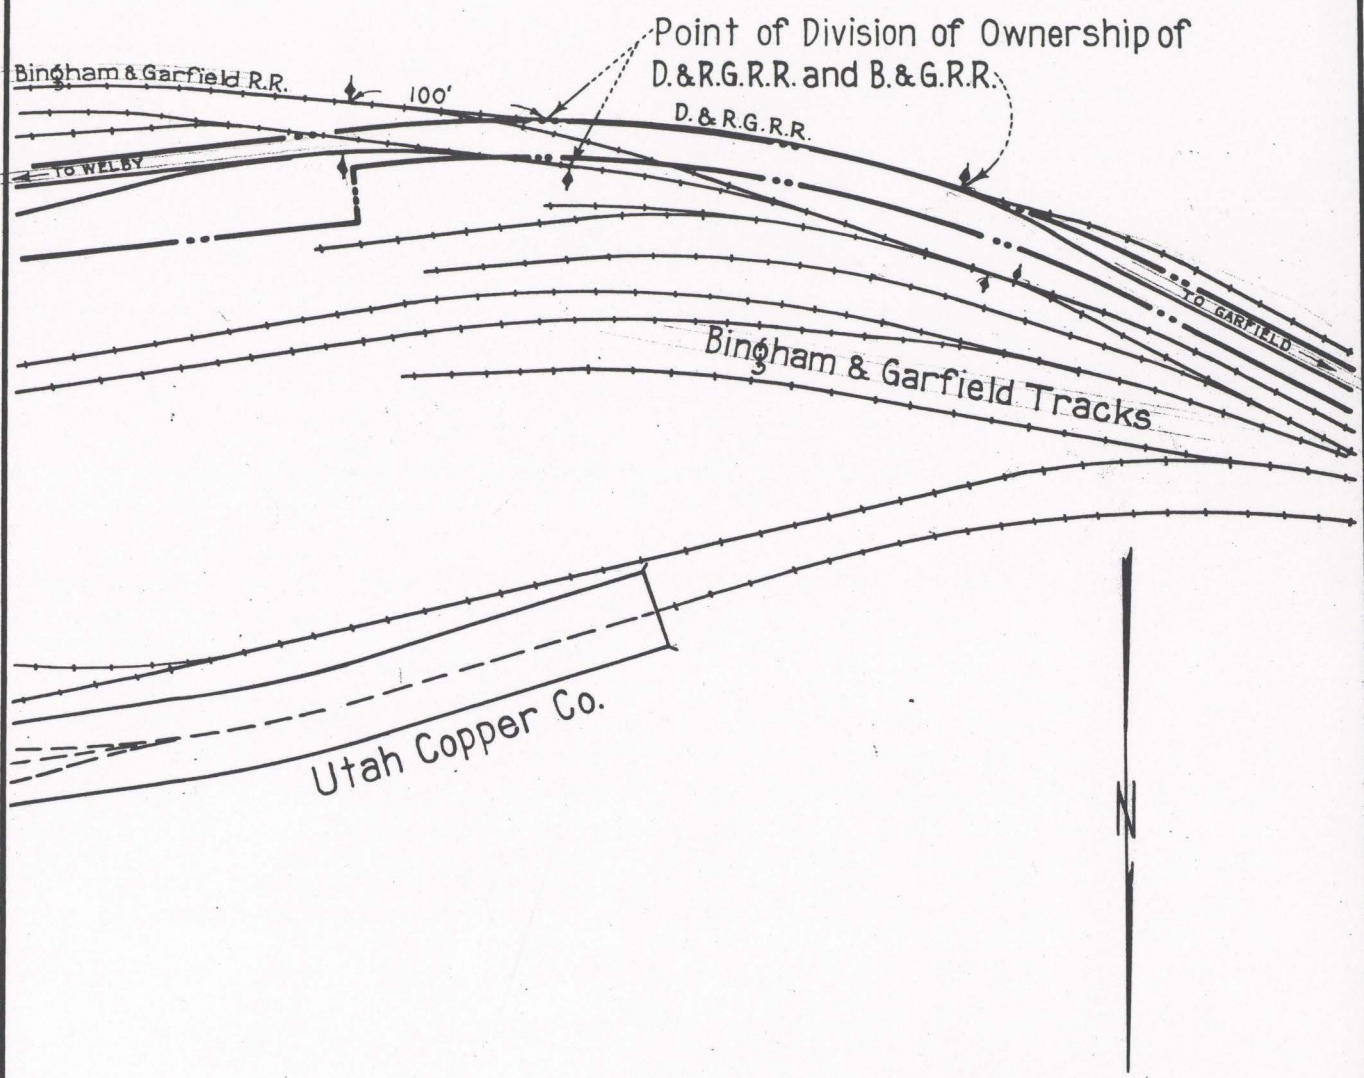 Point of Division of Ownership of
D.&R.G.R.R. and B.&G.R.R.
Bingham & Garfield R.R.
100'
D.&R.G.R.R.
TO WELBY
TO GARFIELD
Bingham & Garfield Tracks
Utah Copper Co.
N